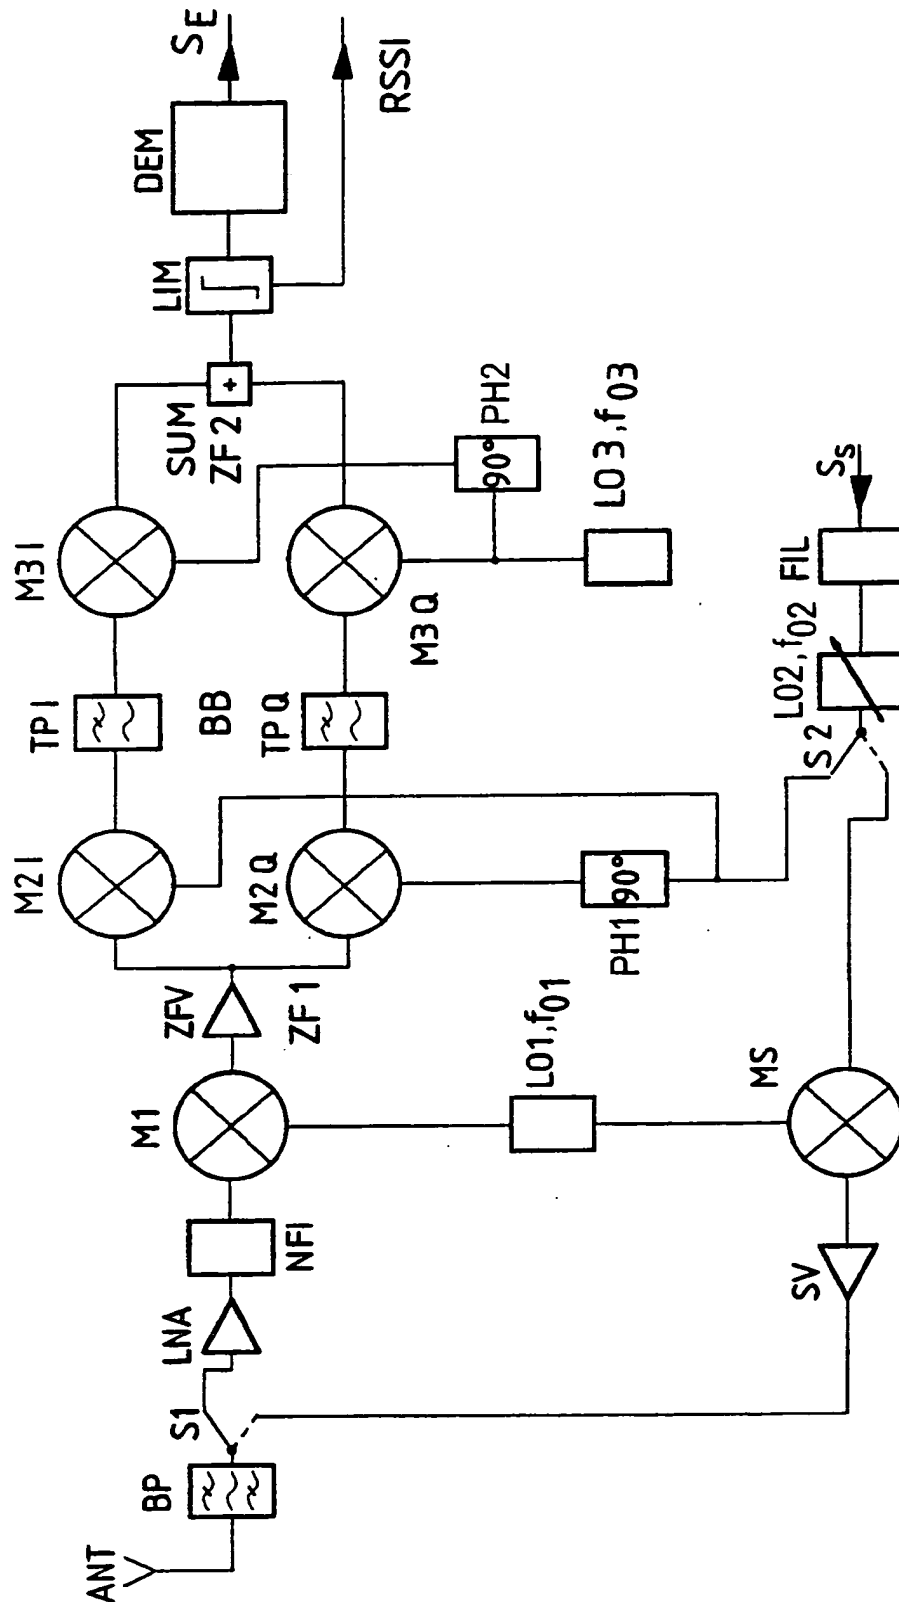 ANT
BP
S1
LNA
NFI
M1
ZFV
ZF1
M2I
M2Q
TPI
BB
TPQ
M3I
M3Q
SUM
+
ZF2
LIM
DEM
SE
RSSI
90° PH2
LO3,f03
PH1 90°
LO1,f01
MS
SV
S2
LO2,f02
FIL
SS